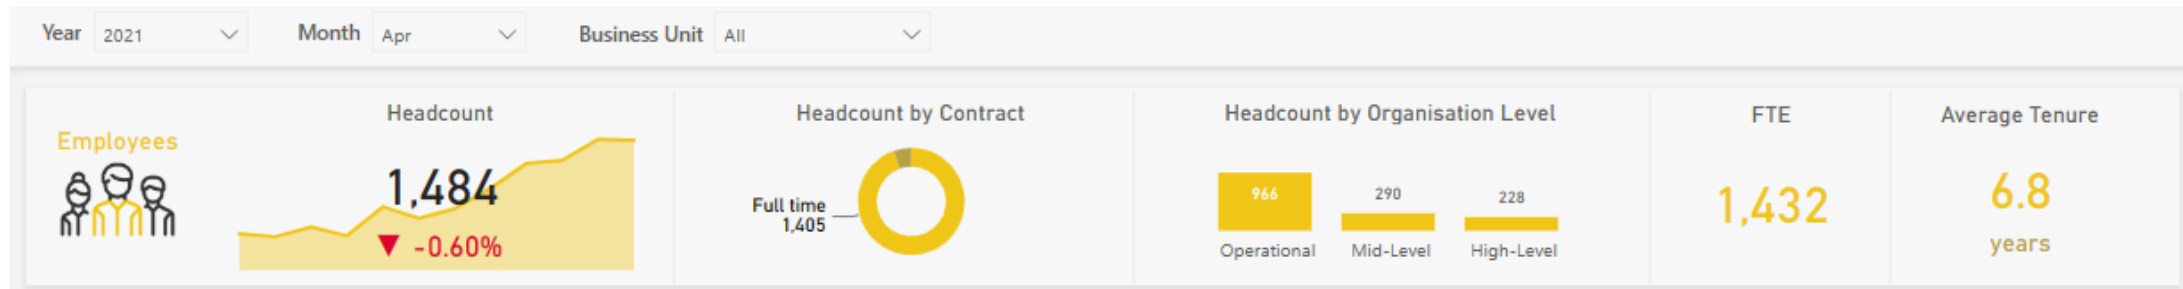 Year 2021 Month Apr Business Unit All
Employees
Headcount
1,484
▼ -0.60%
Headcount by Contract
Full time
1,405
Headcount by Organisation Level
966 290 228
Operational Mid-Level High-Level
FTE
1,432
Average Tenure
6.8
years